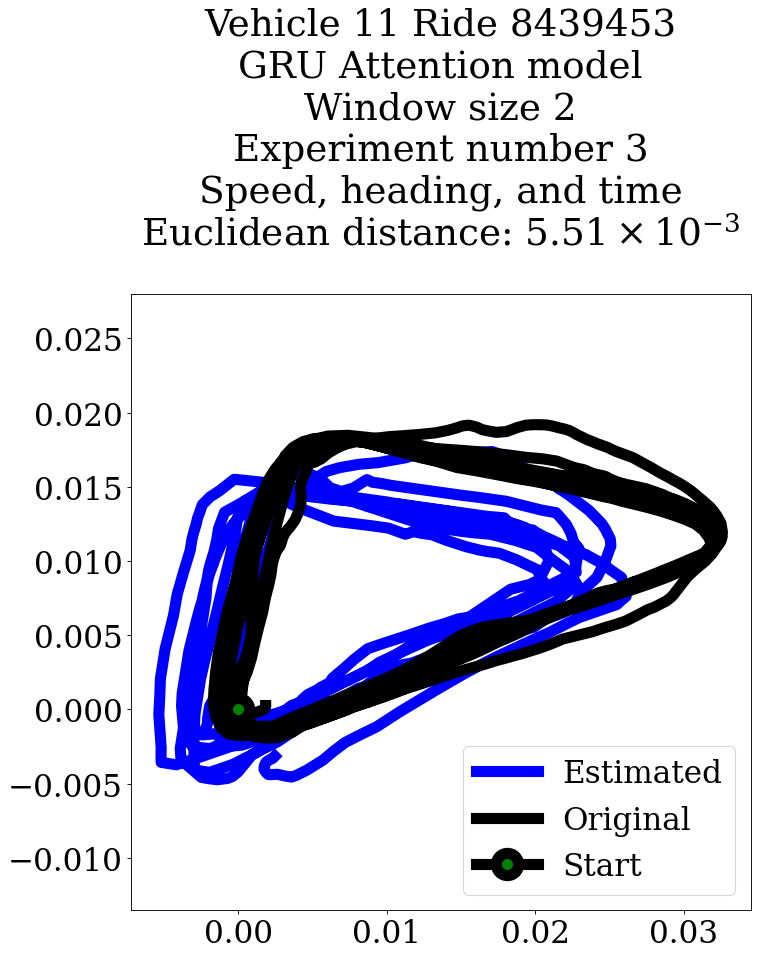 Vehicle 11 Ride 8439453
GRU Attention model
Window size 2
Experiment number 3
Speed, heading, and time
Euclidean distance: 5.51 × 10⁻³
0.025
0.020
0.015
0.010
0.005
0.000
−0.005
−0.010
Estimated
Original
Start
0.00 0.01 0.02 0.03